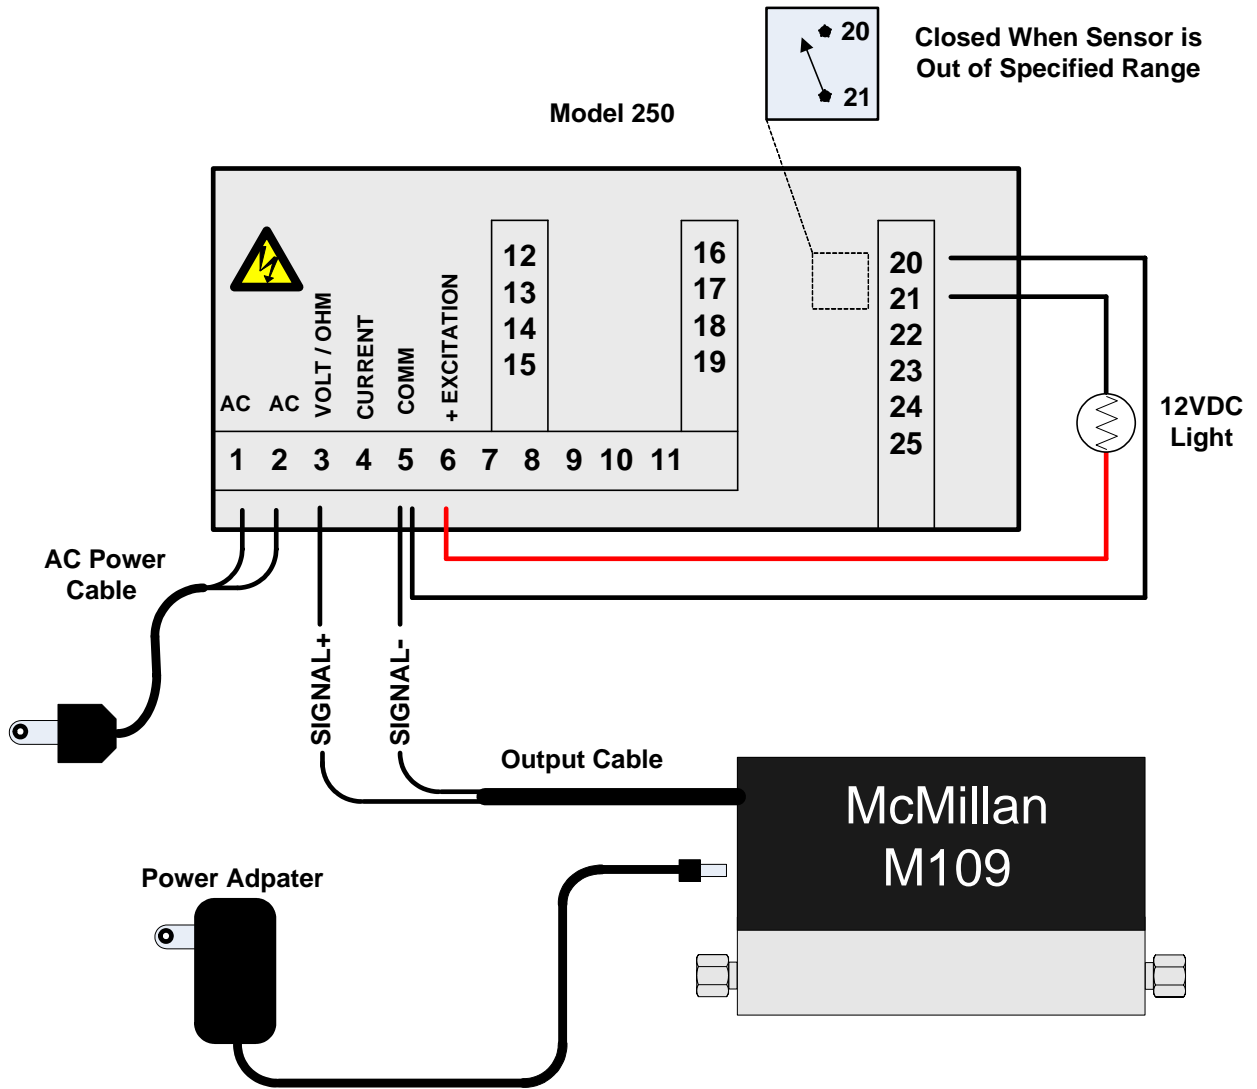 20
21
Closed When Sensor is
Out of Specified Range
Model 250
12
13
14
15
16
17
18
19
20
21
22
23
24
25
AC
AC
VOLT / OHM
CURRENT
COMM
+ EXCITATION
1 2 3 4 5 6 7 8 9 10 11
12VDC
Light
AC Power
Cable
SIGNAL+
SIGNAL-
Output Cable
McMillan
M109
Power Adpater